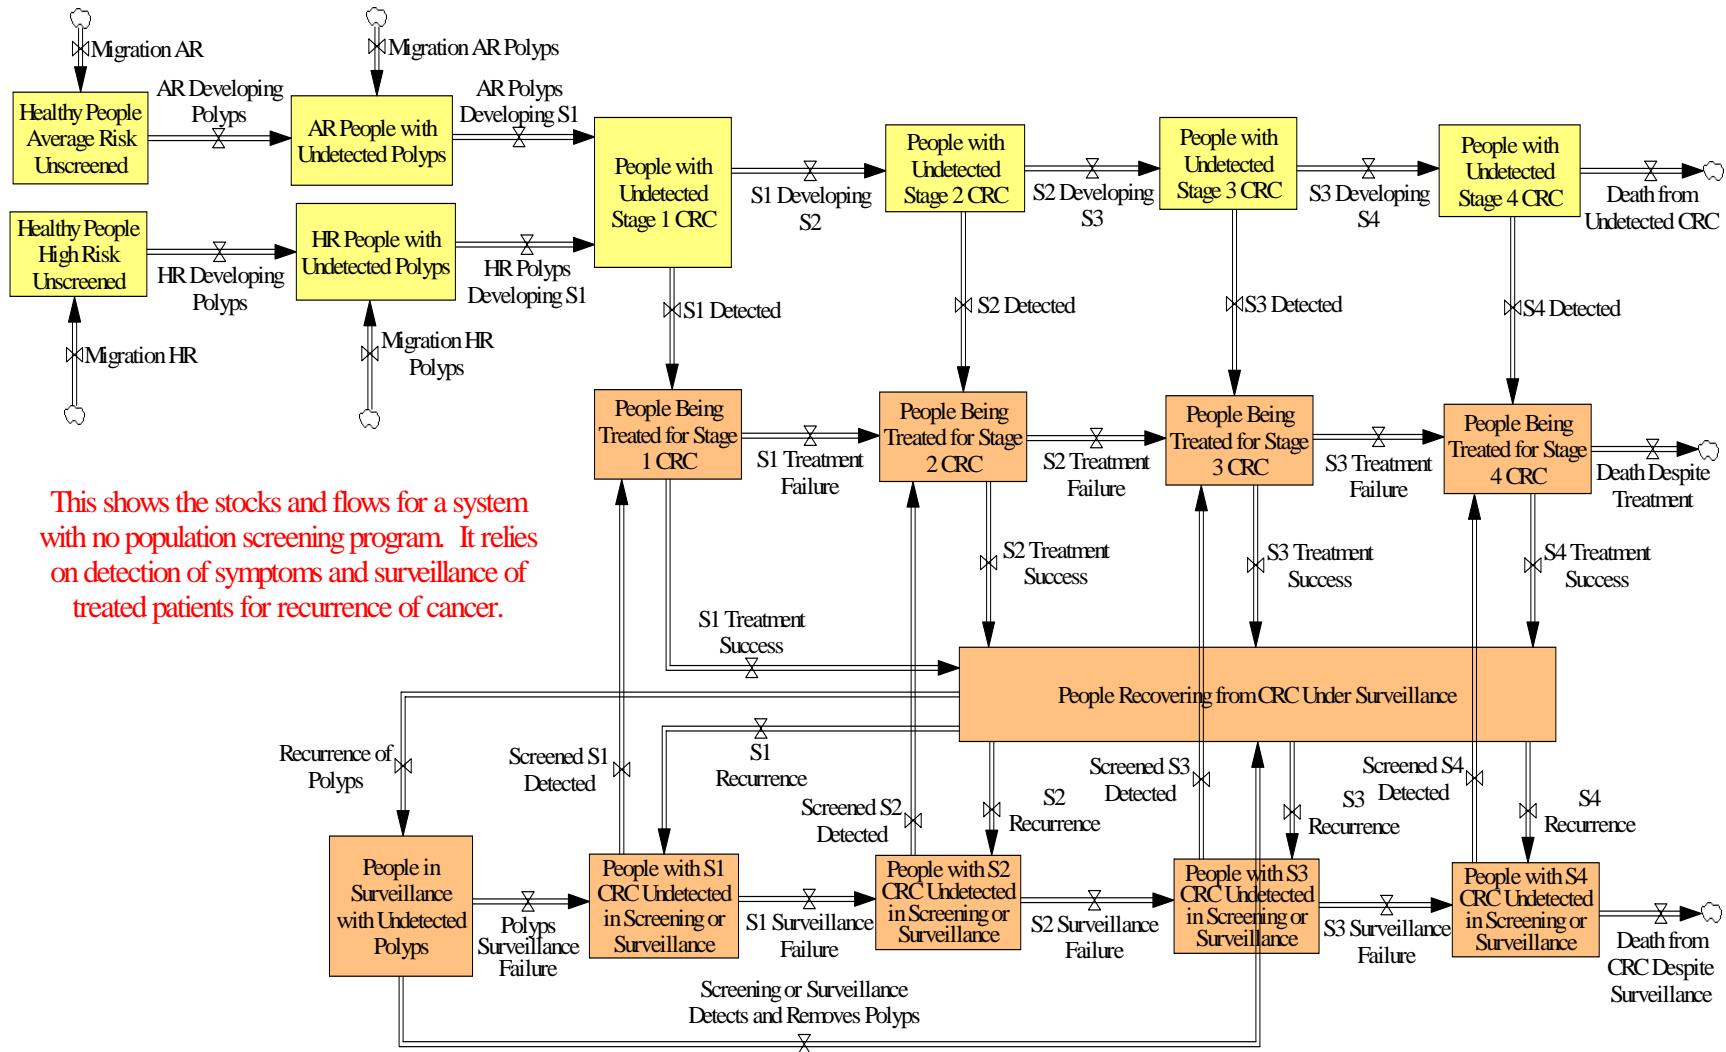 Migration AR
Migration AR Polyps
Healthy People
Average Risk
Unscreened
AR Developing
Polyps
AR People with
Undetected Polyps
AR Polyps
Developing S1
People with
Undetected
Stage 1 CRC
S1 Developing
S2
People with
Undetected
Stage 2 CRC
S2 Developing
S3
People with
Undetected
Stage 3 CRC
S3 Developing
S4
People with
Undetected
Stage 4 CRC
Death from
Undetected CRC
Healthy People
High Risk
Unscreened
HR Developing
Polyps
HR People with
Undetected Polyps
HR Polyps
Developing S1
Migration HR
Migration HR
Polyps
S1 Detected
S2 Detected
S3 Detected
S4 Detected
People Being
Treated for Stage
1 CRC
S1 Treatment
Failure
People Being
Treated for Stage
2 CRC
S2 Treatment
Failure
People Being
Treated for Stage
3 CRC
S3 Treatment
Failure
People Being
Treated for Stage
4 CRC
Death Despite
Treatment
This shows the stocks and flows for a system
with no population screening program. It relies
on detection of symptoms and surveillance of
treated patients for recurrence of cancer.
S1 Treatment
Success
S2 Treatment
Success
S3 Treatment
Success
S4 Treatment
Success
People Recovering from CRC Under Surveillance
Recurrence of
Polyps
Screened S1
Detected
S1
Recurrence
Screened S2
Detected
S2
Recurrence
Screened S3
Detected
S3
Recurrence
Screened S4
Detected
S4
Recurrence
People in
Surveillance
with Undetected
Polyps
Polyps
Surveillance
Failure
People with S1
CRC Undetected
in Screening or
Surveillance
S1 Surveillance
Failure
People with S2
CRC Undetected
in Screening or
Surveillance
S2 Surveillance
Failure
People with S3
CRC Undetected
in Screening or
Surveillance
S3 Surveillance
Failure
People with S4
CRC Undetected
in Screening or
Surveillance
Death from
CRC Despite
Surveillance
Screening or Surveillance
Detects and Removes Polyps